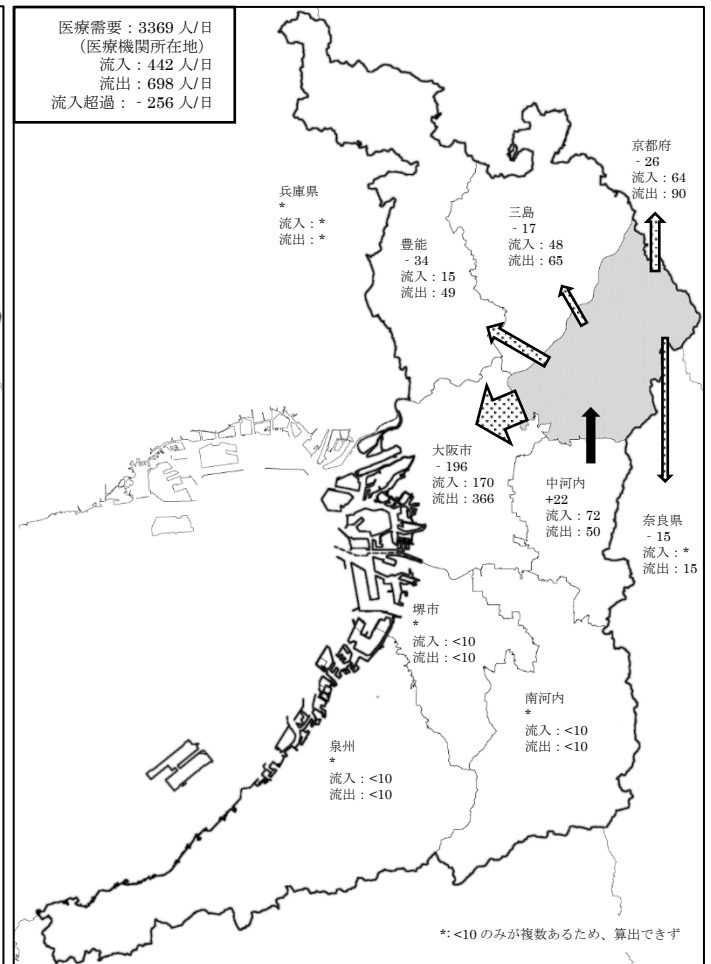 医療需要：3369 人/日
（医療機関所在地）
流入：442 人/日
流出：698 人/日
流入超過：‐256 人/日
京都府
‐26
流入：64
流出：90
兵庫県
*
流入：*
流出：*
三島
‐17
流入：48
流出：65
豊能
‐34
流入：15
流出：49
大阪市
‐196
流入：170
流出：366
中河内
+22
流入：72
流出：50
奈良県
‐15
流入：*
流出：15
堺市
*
流入：<10
流出：<10
南河内
*
流入：<10
流出：<10
泉州
*
流入：<10
流出：<10
*: <10 のみが複数あるため、算出できず